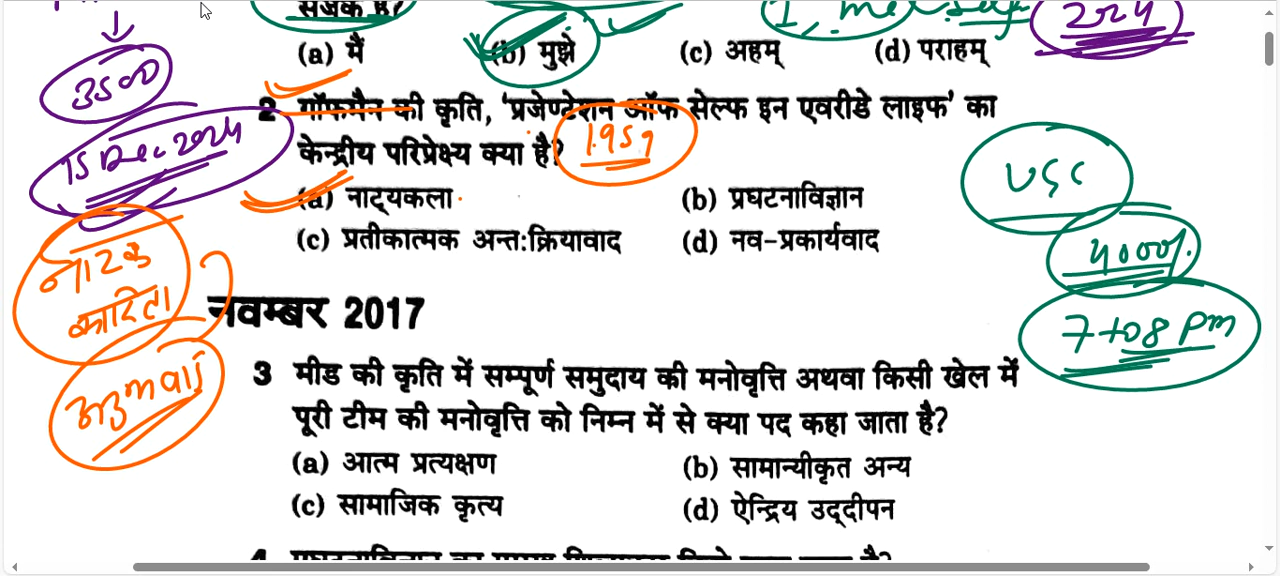 (a) मैं (b) मुझे (c) अहम् (d) पराहम्
2024
3500
2 गॉफमैन की कृति, 'प्रजेण्टेशन ऑफ सेल्फ इन एवरीडे लाइफ' का
केन्द्रीय परिप्रेक्ष्य क्या है?
1959
15 Dec 2024
(a) नाट्यकला (b) प्रघटनाविज्ञान
(c) प्रतीकात्मक अन्त:क्रियावाद (d) नव-प्रकार्यवाद
4000/.
7 to 8 Pm
नवम्बर 2017
3 मीड की कृति में सम्पूर्ण समुदाय की मनोवृत्ति अथवा किसी खेल में
पूरी टीम की मनोवृत्ति को निम्न में से क्या पद कहा जाता है?
(a) आत्म प्रत्यक्षण (b) सामान्यीकृत अन्य
(c) सामाजिक कृत्य (d) ऐन्द्रिय उद्दीपन